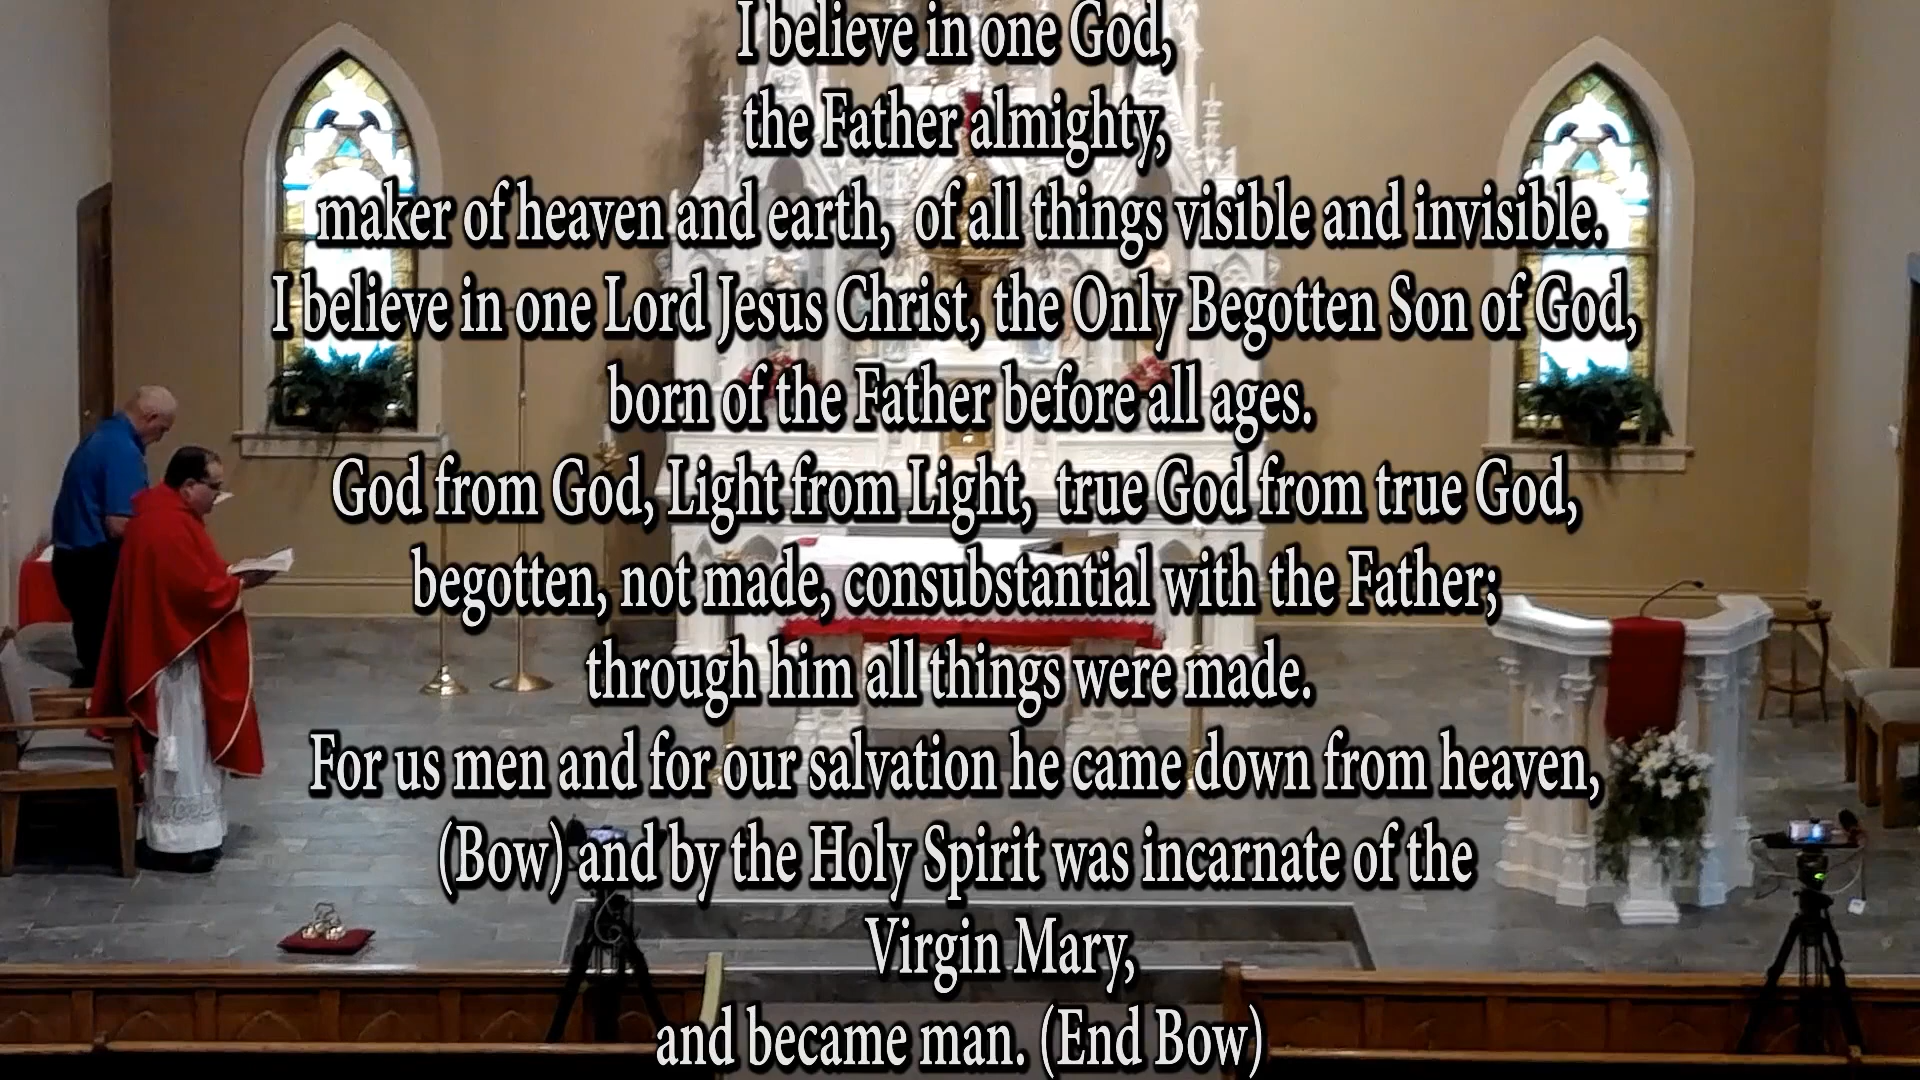 I believe in one God,
the Father almighty,
maker of heaven and earth, of all things visible and invisible.
I believe in one Lord Jesus Christ, the Only Begotten Son of God,
born of the Father before all ages.
God from God, Light from Light, true God from true God,
begotten, not made, consubstantial with the Father;
through him all things were made.
For us men and for our salvation he came down from heaven,
(Bow) and by the Holy Spirit was incarnate of the
Virgin Mary,
and became man. (End Bow)